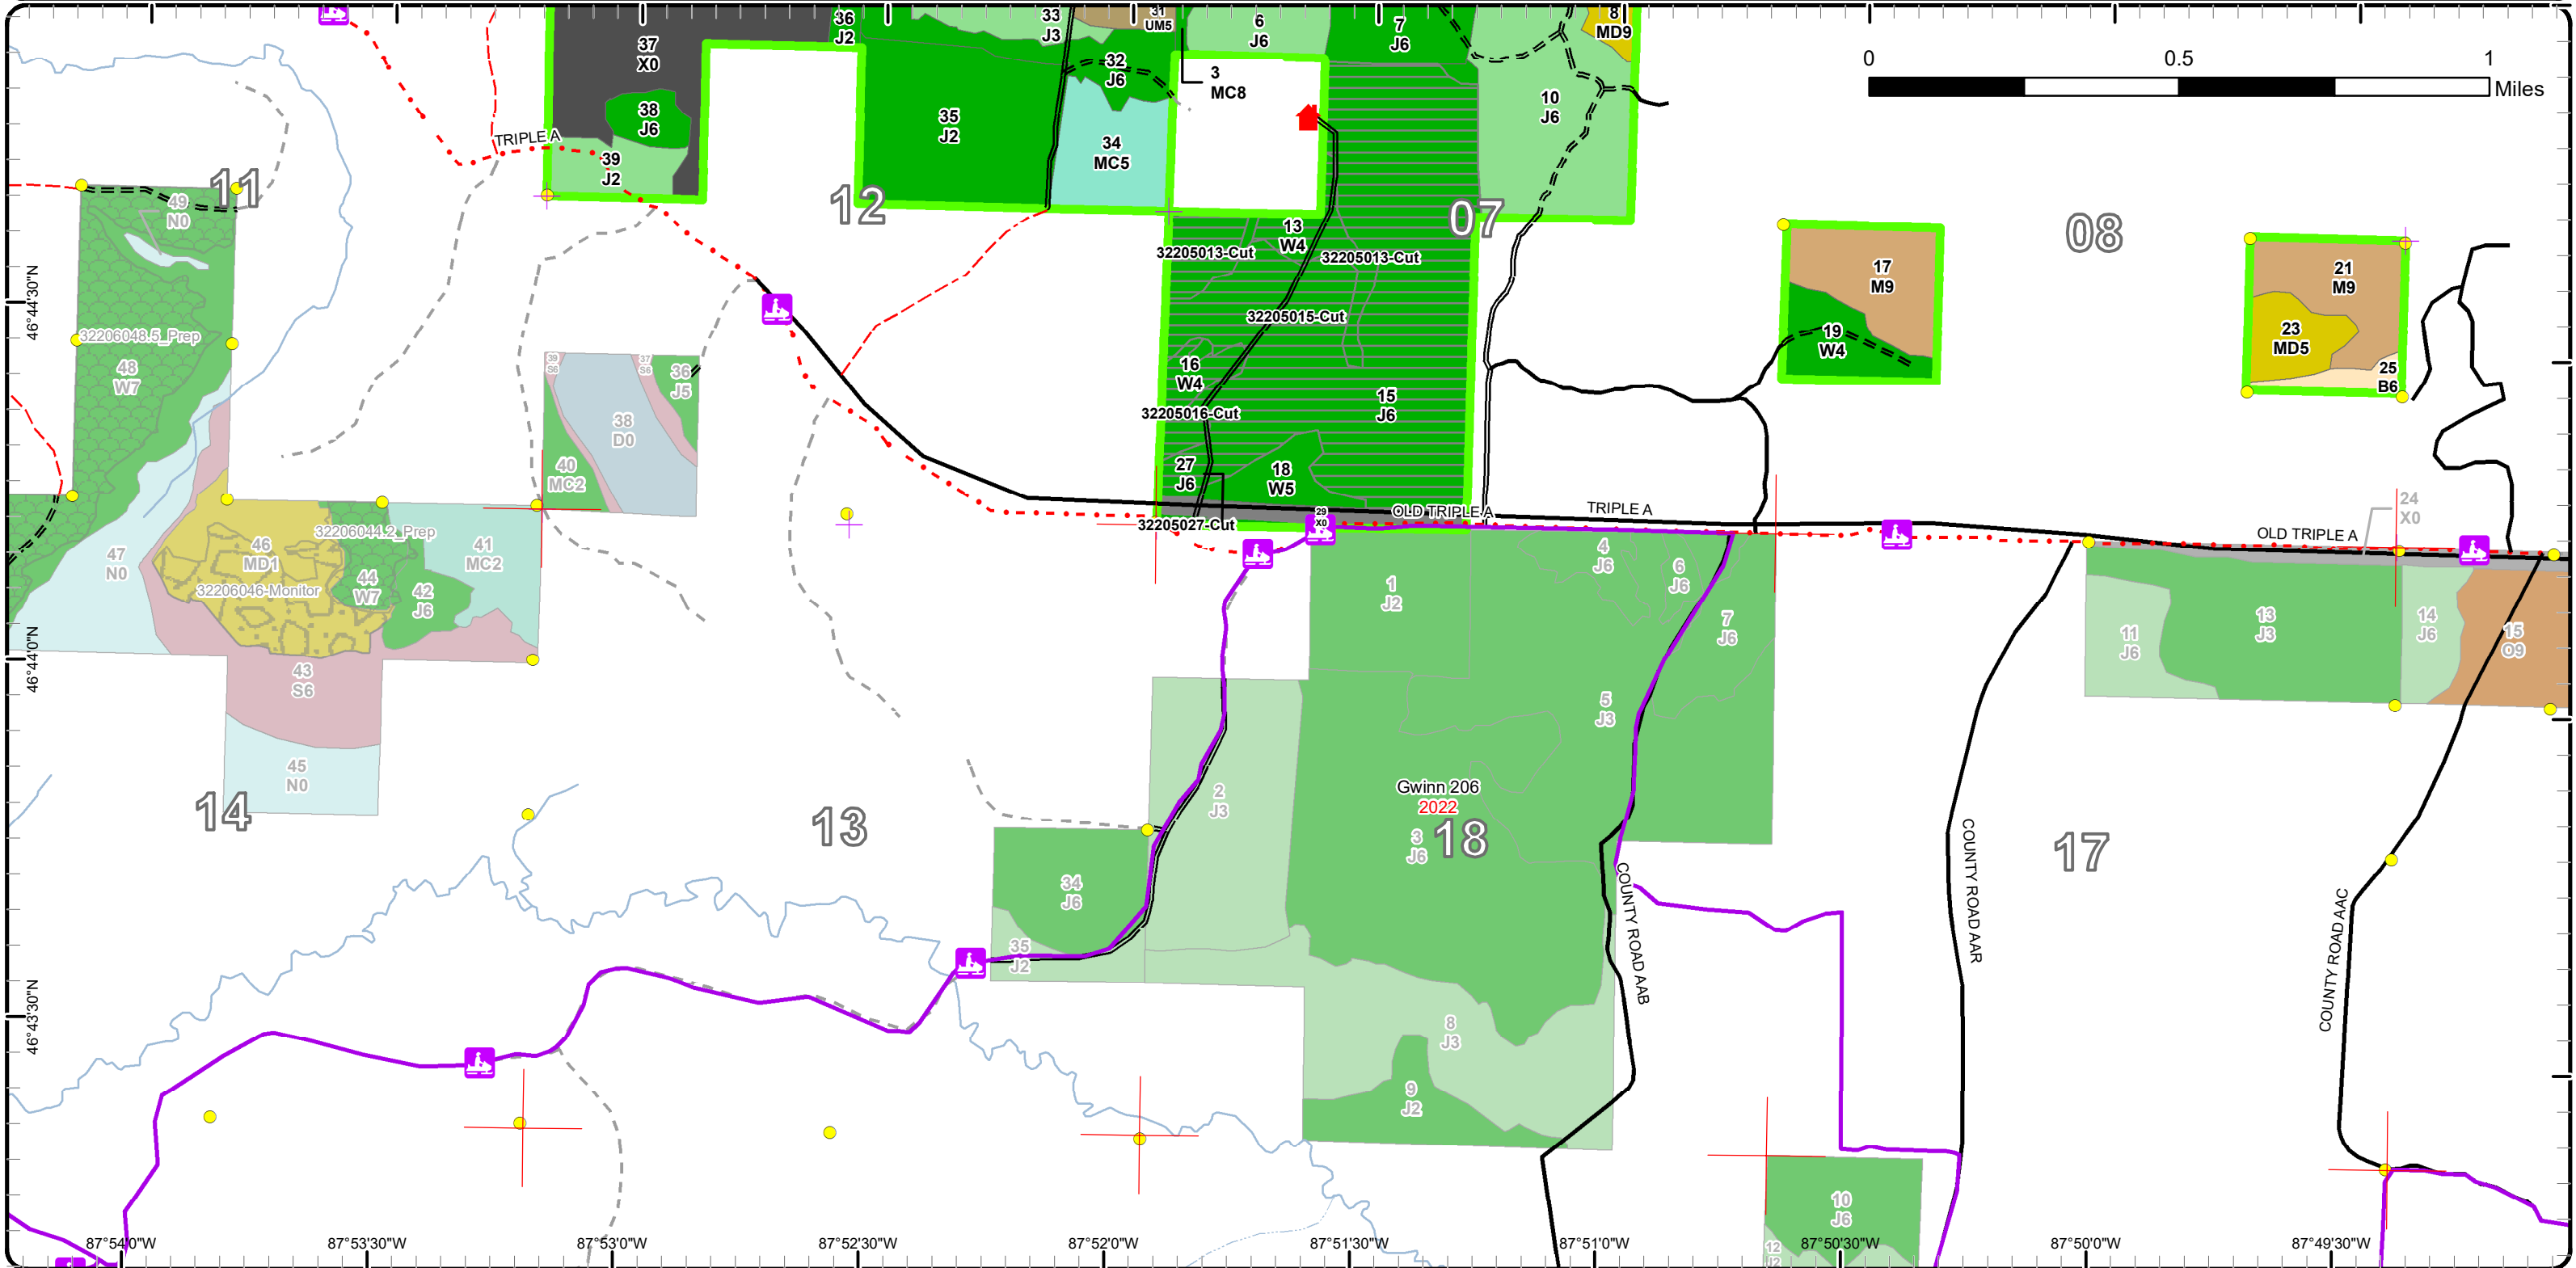 37
X0
36
J2
33
J3
31
UM5
6
J6
7
J6
8
MD9
0
0.5
1
Miles
32
J6
3
MC8
38
J6
35
J2
34
MC5
10
J6
TRIPLE A
39
J2
11
12
07
08
49
N0
13
W4
32205013-Cut
32205013-Cut
17
M9
21
M9
46°44'30"N
32206048.5_Prep
48
W7
32205015-Cut
19
W4
23
MD5
25
B6
39
S6
37
S6
36
J5
16
W4
32205016-Cut
15
J6
38
D0
40
MC2
27
J6
18
W5
32205027-Cut
29
X0
OLD TRIPLE A
TRIPLE A
24
X0
OLD TRIPLE A
32206044.2_Prep
46
MD1
41
MC2
47
N0
44
W7
42
J6
32206046-Monitor
4
J6
6
J6
1
J2
7
J6
11
J6
13
J3
14
J6
15
O9
46°44'0"N
43
S6
5
J3
45
N0
14
13
2
J3
Gwinn 206
2022
3
J6
18
17
COUNTY ROAD AAR
COUNTY ROAD AAB
COUNTY ROAD AAC
34
J6
35
J2
46°43'30"N
8
J3
9
J2
10
J6
12
J2
87°54'0"W
87°53'30"W
87°53'0"W
87°52'30"W
87°52'0"W
87°51'30"W
87°51'0"W
87°50'30"W
87°50'0"W
87°49'30"W